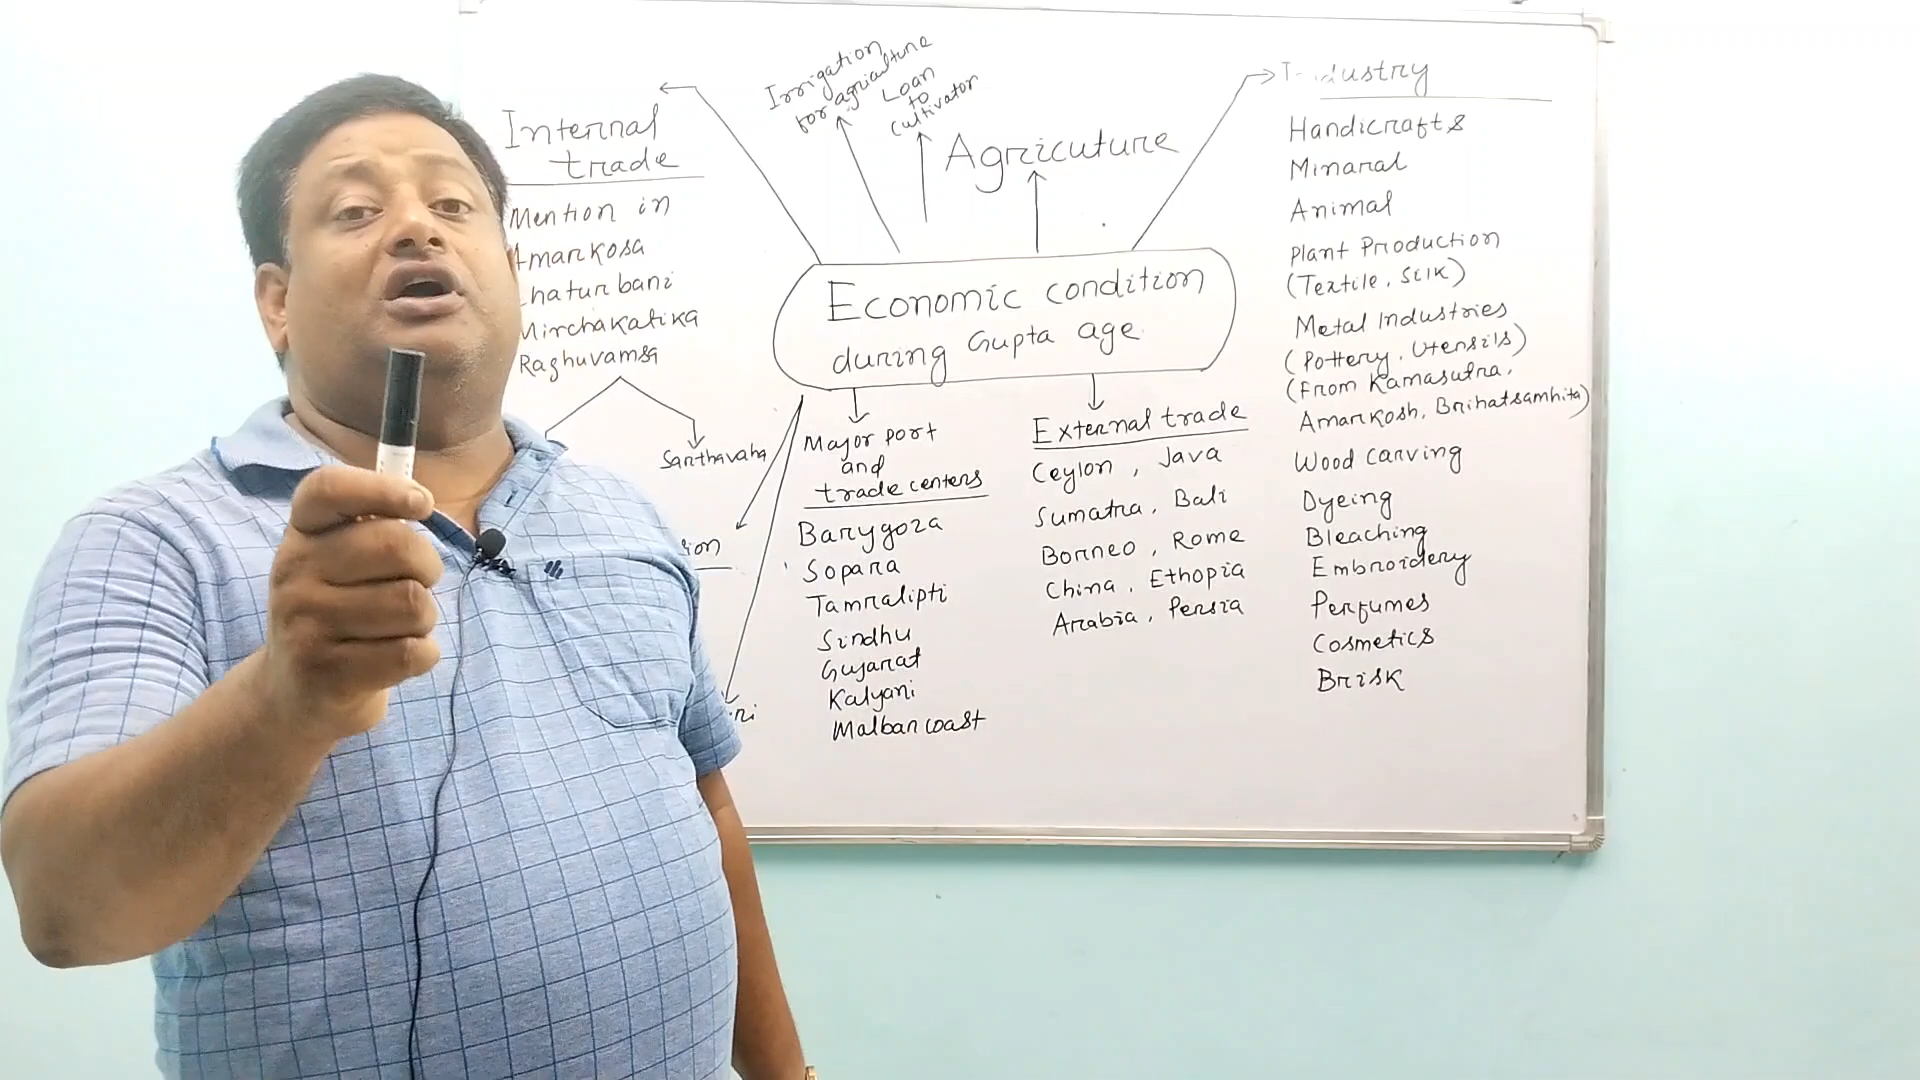 Internal
trade
Mention in
Amarkosa
Mirchakatika
Raghuvamsa
Sarthavaha
Irrigation
for agriculture
Loan
to
cultivator
Agricuture
Economic condition
during Gupta age
Major port
and
trade centers
Barygoza
Sopara
Tamralipti
Sindhu
Gujarat
Kalyani
Malbar coast
External trade
Ceylon, Java
Sumatra, Bali
Borneo, Rome
China, Ethopia
Arabia, Persia
Industry
Handicrafts
Minaral
Animal
Plant Production
(Textile, Silk)
Metal Industries
(Pottery, Utensils)
(From Kamasutra,
Amarkosh, Brihatsamhita)
Wood carving
Dyeing
Bleaching
Embroidery
Perfumes
Cosmetics
Brisk